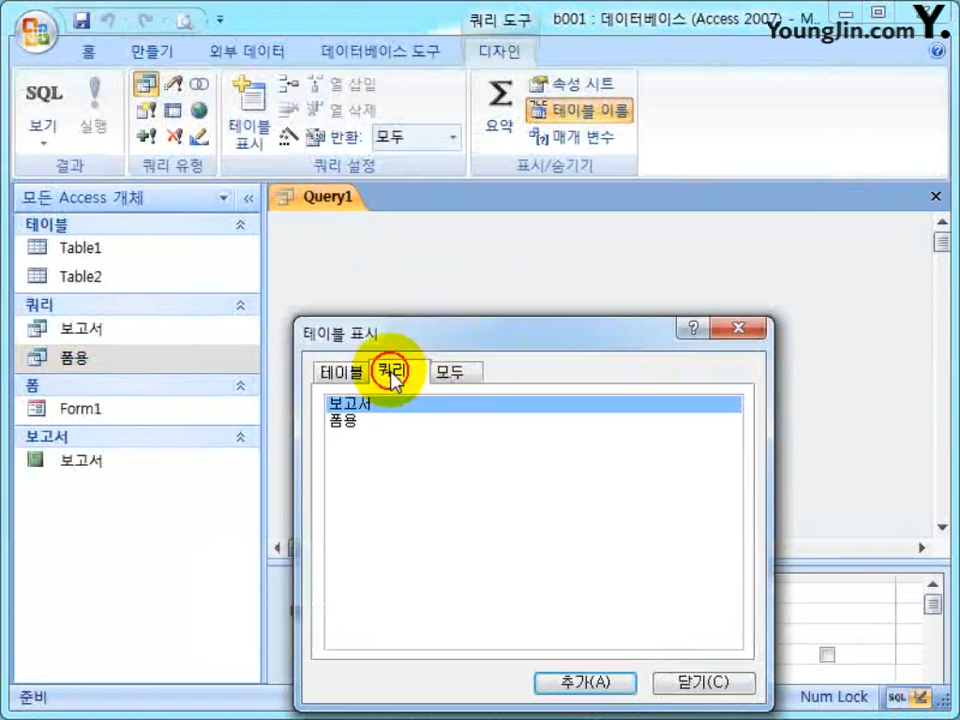 쿼리 도구
b001 : 데이터베이스 (Access 2007) - M..
YoungJin.com Y.
홈
만들기
외부 데이터
데이터베이스 도구
디자인
SQL
보기
실행
결과
쿼리 유형
테이블
표시
열 삽입
열 삭제
반환:
모두
쿼리 설정
Σ
요약
속성 시트
테이블 이름
매개 변수
표시/숨기기
모든 Access 개체
테이블
Table1
Table2
쿼리
보고서
폼용
폼
Form1
보고서
보고서
Query1
테이블 표시
테이블
쿼리
모두
보고서
폼용
추가(A)
닫기(C)
준비
Num Lock
SQL